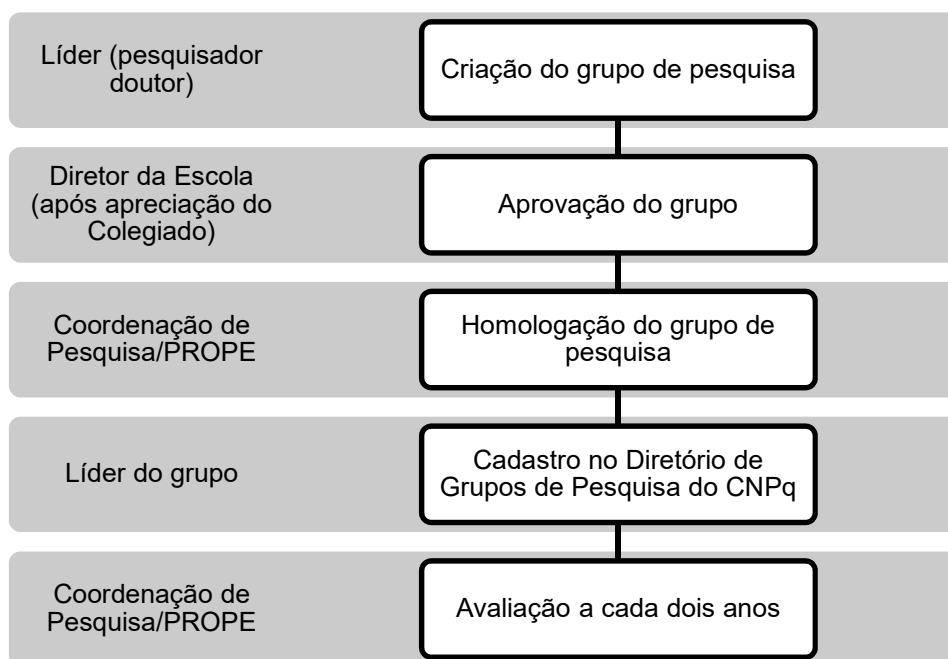 Líder (pesquisador
doutor)
Criação do grupo de pesquisa
Diretor da Escola
(após apreciação do
Colegiado)
Aprovação do grupo
Coordenação de
Pesquisa/PROPE
Homologação do grupo de
pesquisa
Líder do grupo
Cadastro no Diretório de
Grupos de Pesquisa do CNPq
Coordenação de
Pesquisa/PROPE
Avaliação a cada dois anos